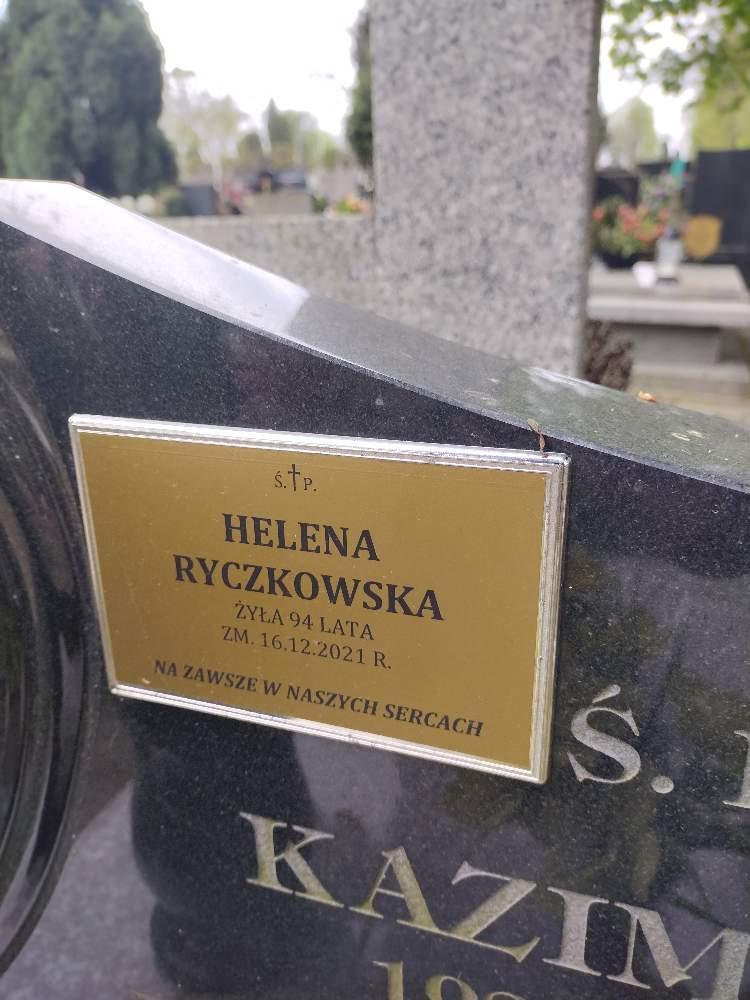 Ś. † P.
HELENA
RYCZKOWSKA
ŻYŁA 94 LATA
ZM. 16.12.2021 R.
NA ZAWSZE W NASZYCH SERCACH
Ś.
KAZIM